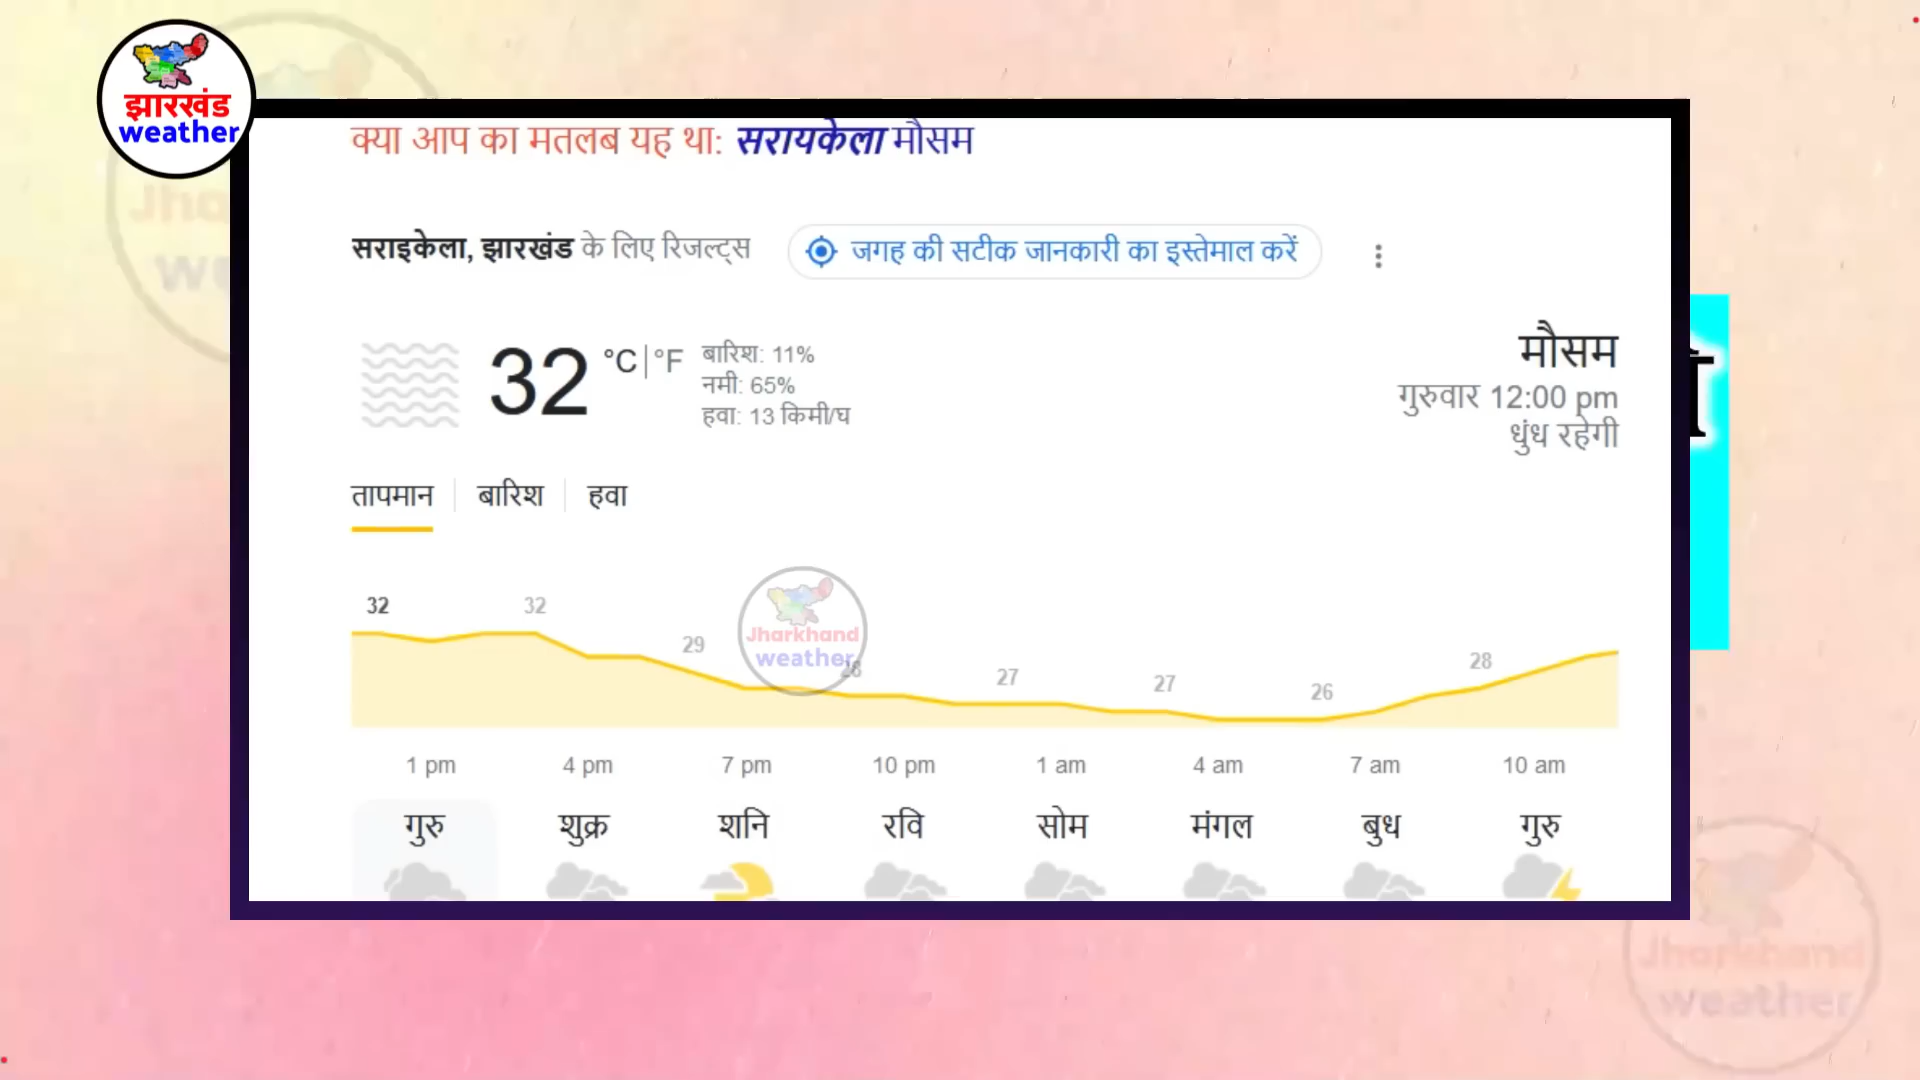 झारखंड
weather
क्या आप का मतलब यह था: सरायकेला मौसम
सराइकेला, झारखंड के लिए रिजल्ट्स
जगह की सटीक जानकारी का इस्तेमाल करें
32 °C|°F
बारिश: 11%
नमी: 65%
हवा: 13 किमी/घ
मौसम
गुरुवार 12:00 pm
धुंध रहेगी
तापमान बारिश हवा
32 32 29 28 27 27 26 28
Jharkhand
weather
1 pm 4 pm 7 pm 10 pm 1 am 4 am 7 am 10 am
गुरु शुक्र शनि रवि सोम मंगल बुध गुरु
Jharkhand
weather